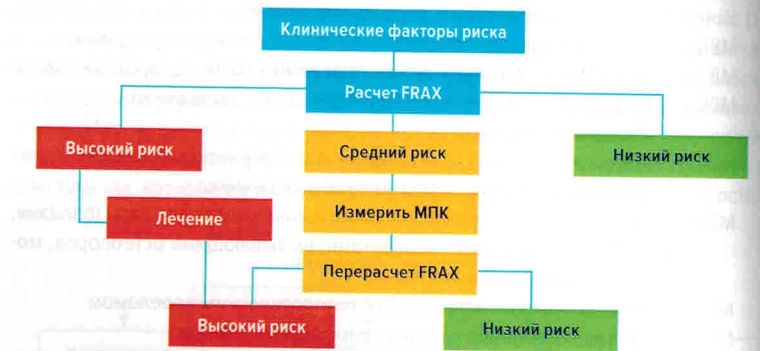 Клинические факторы риска
Расчет FRAX
Высокий риск
Средний риск
Низкий риск
Лечение
Измерить МПК
Перерасчет FRAX
Высокий риск
Низкий риск